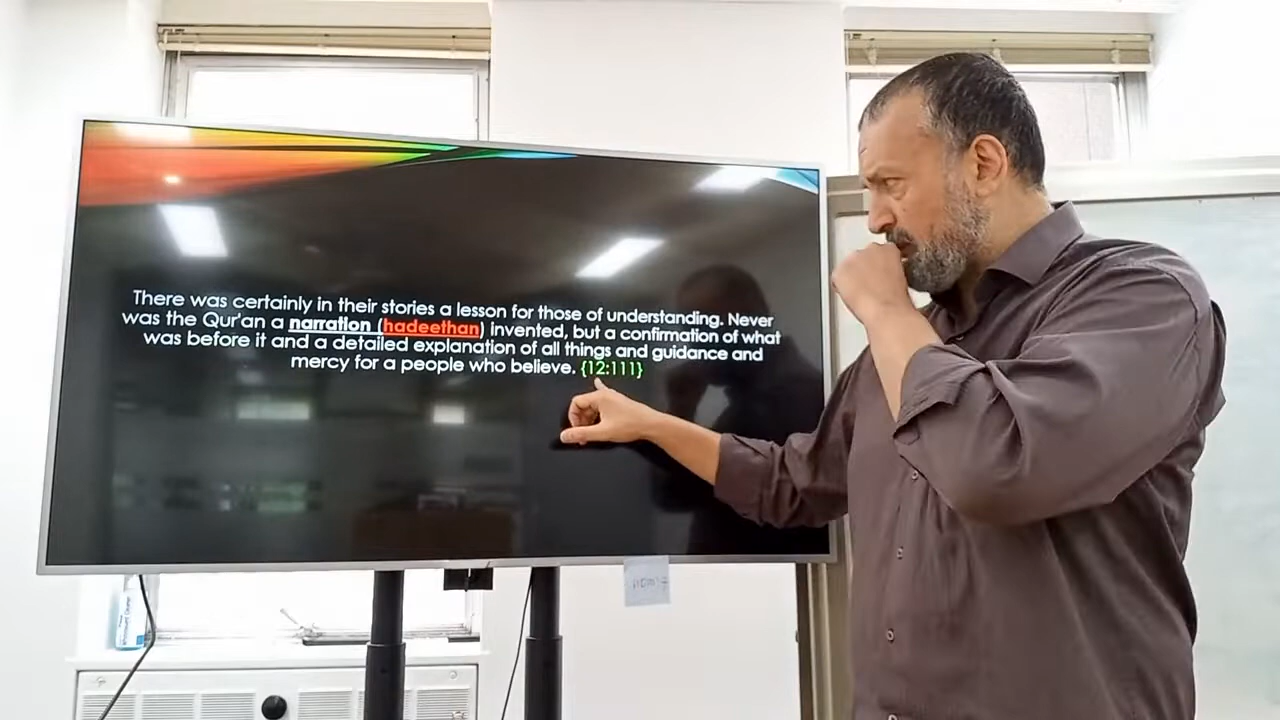 There was certainly in their stories a lesson for those of understanding. Never
was the Qur'an a narration (hadeethan) invented, but a confirmation of what
was before it and a detailed explanation of all things and guidance and
mercy for a people who believe. {12:111}